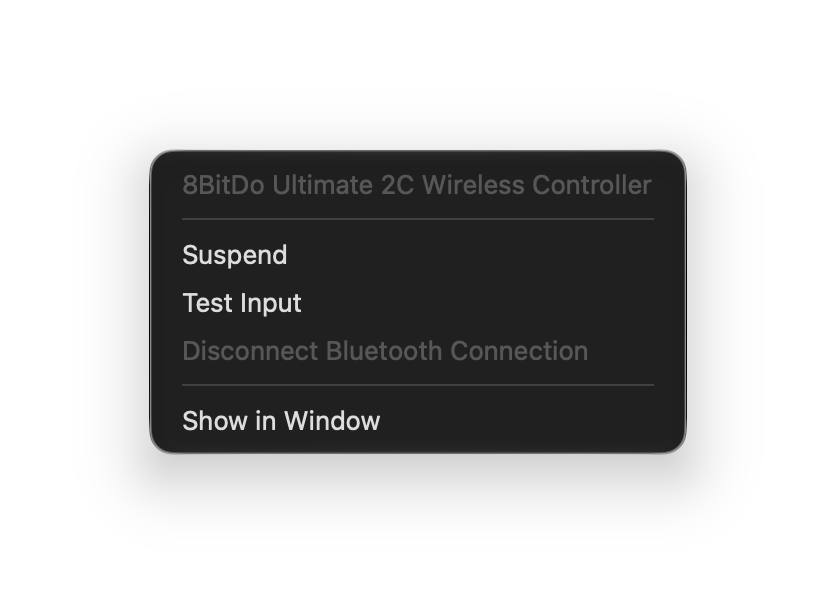 8BitDo Ultimate 2C Wireless Controller
Suspend
Test Input
Disconnect Bluetooth Connection
Show in Window